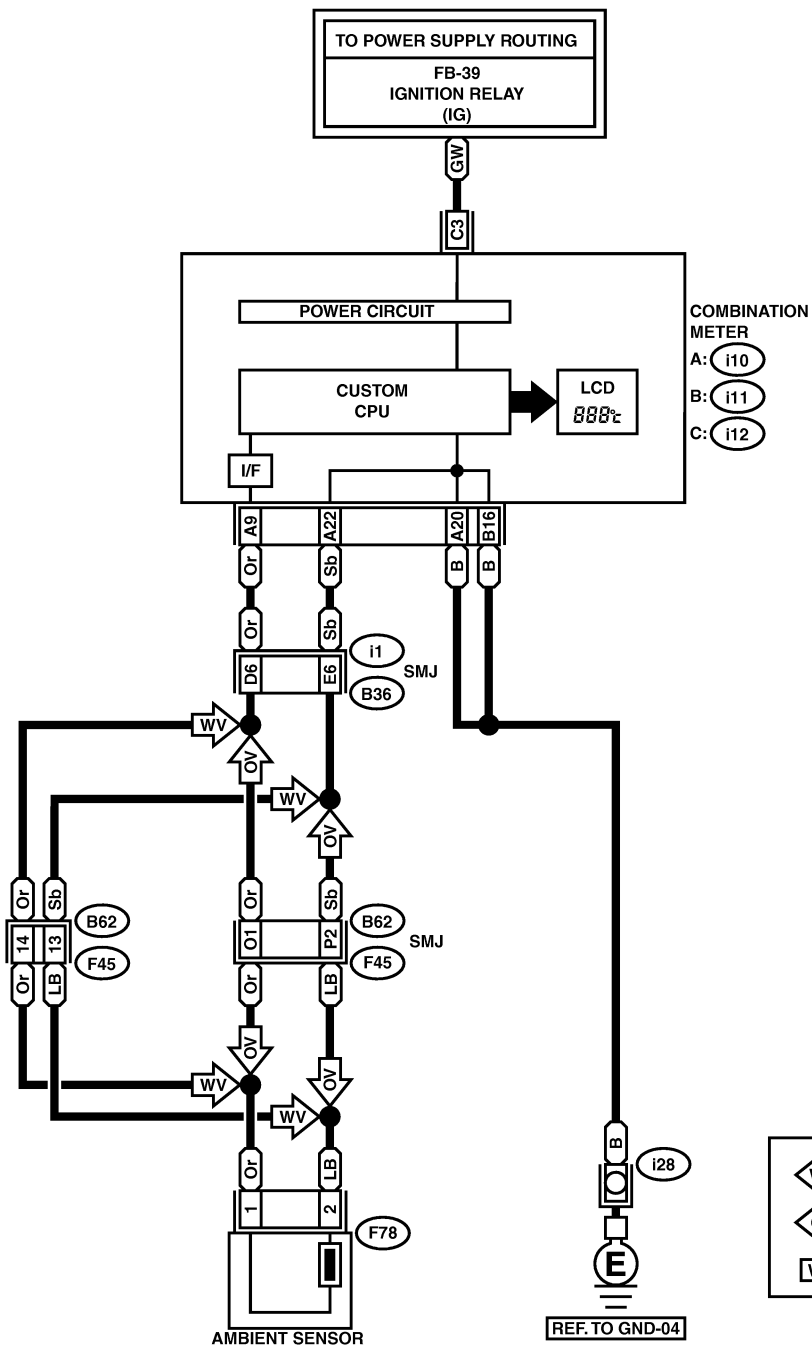 TO POWER SUPPLY ROUTING
FB-39
IGNITION RELAY
(IG)
GW
C3
POWER CIRCUIT
COMBINATION
METER
A: i10
B: i11
C: i12
CUSTOM
CPU
LCD
888°C
I/F
A9 A22 A20 B16
Or Sb B B
Or Sb
i1
D6 E6 SMJ
B36
WV
OV
WV
OV
Or Sb Or Sb
B62 B62
14 13 O1 P2 SMJ
F45 F45
Or LB Or LB
OV
WV OV
WV
Or LB B
i28
1 2
F78
E
AMBIENT SENSOR
REF. TO GND-04